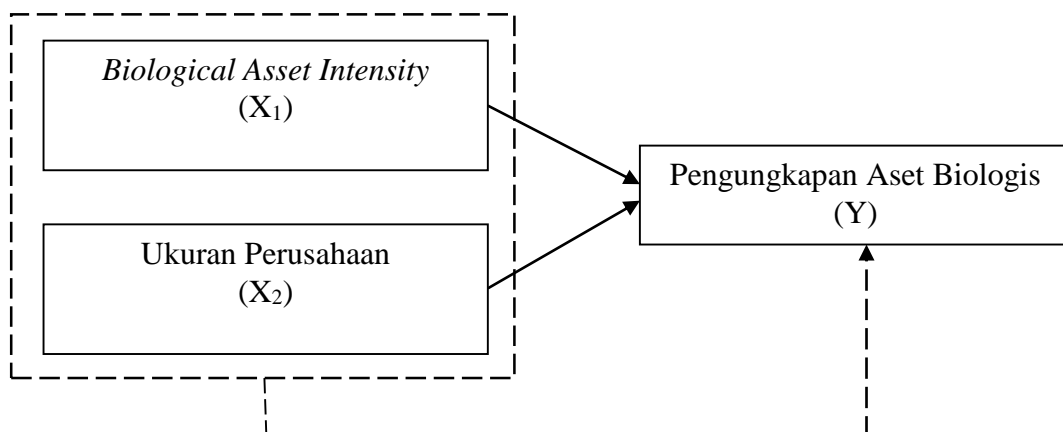 Biological Asset Intensity
(X₁)
Pengungkapan Aset Biologis
(Y)
Ukuran Perusahaan
(X₂)